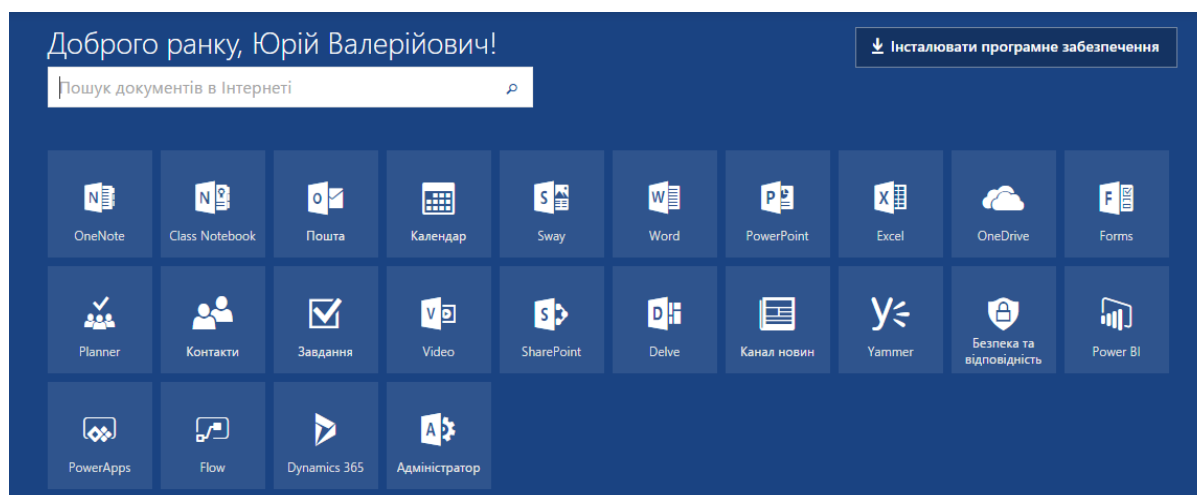 Доброго ранку, Юрій Валерійович!
Інсталювати програмне забезпечення
Пошук документів в Інтернеті
OneNote
Class Notebook
Пошта
Календар
Sway
Word
PowerPoint
Excel
OneDrive
Forms
Planner
Контакти
Завдання
Video
SharePoint
Delve
Канал новин
Yammer
Безпека та
відповідність
Power BI
PowerApps
Flow
Dynamics 365
Адміністратор